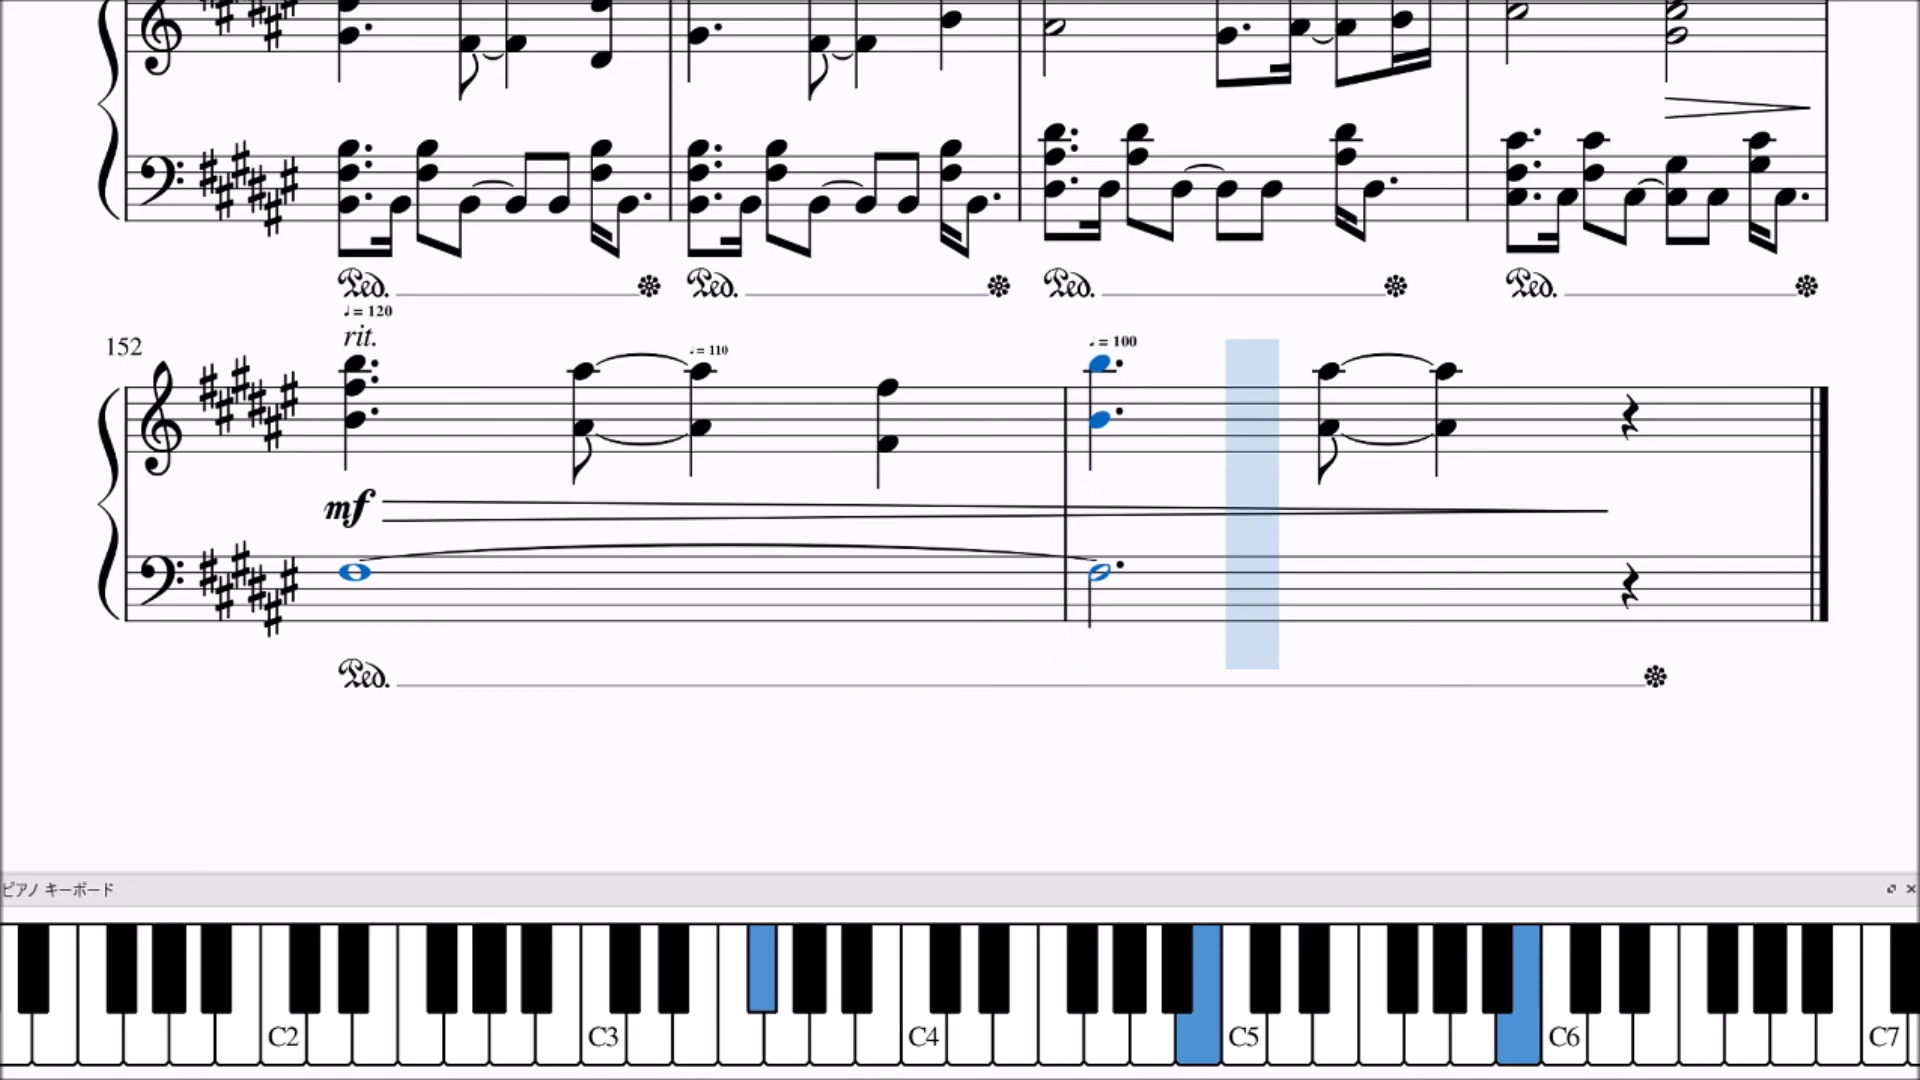 Ped. Ped. Ped. Ped.
♩ = 120
rit.
152
♩ = 110
♩ = 100
mf
Ped.
ピアノ キーボード
C2 C3 C4 C5 C6 C7